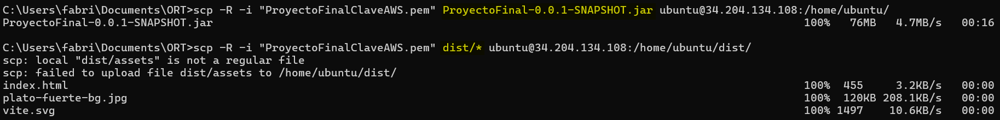 C:\Users\fabri\Documents\ORT>scp -R -i "ProyectoFinalClaveAWS.pem" ProyectoFinal-0.0.1-SNAPSHOT.jar ubuntu@34.204.134.108:/home/ubuntu/
ProyectoFinal-0.0.1-SNAPSHOT.jar 100% 76MB 4.7MB/s 00:16
C:\Users\fabri\Documents\ORT>scp -R -i "ProyectoFinalClaveAWS.pem" dist/* ubuntu@34.204.134.108:/home/ubuntu/dist/
scp: local "dist/assets" is not a regular file
scp: failed to upload file dist/assets to /home/ubuntu/dist/
index.html 100% 455 3.2KB/s 00:00
plato-fuerte-bg.jpg 100% 120KB 208.1KB/s 00:00
vite.svg 100% 1497 10.6KB/s 00:00